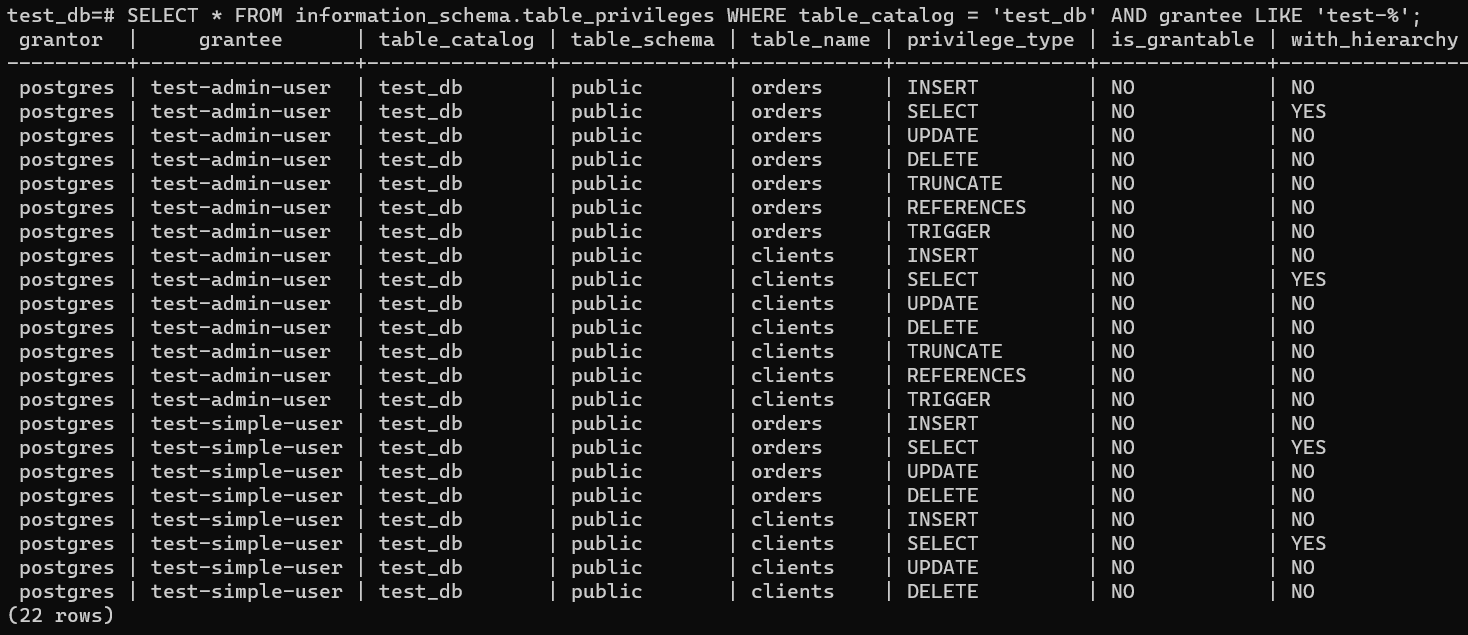 test_db=# SELECT * FROM information_schema.table_privileges WHERE table_catalog = 'test_db' AND grantee LIKE 'test-%';
 grantor  |     grantee      | table_catalog | table_schema | table_name | privilege_type | is_grantable | with_hierarchy
----------+------------------+---------------+--------------+------------+----------------+--------------+----------------
 postgres | test-admin-user  | test_db       | public       | orders     | INSERT         | NO           | NO
 postgres | test-admin-user  | test_db       | public       | orders     | SELECT         | NO           | YES
 postgres | test-admin-user  | test_db       | public       | orders     | UPDATE         | NO           | NO
 postgres | test-admin-user  | test_db       | public       | orders     | DELETE         | NO           | NO
 postgres | test-admin-user  | test_db       | public       | orders     | TRUNCATE       | NO           | NO
 postgres | test-admin-user  | test_db       | public       | orders     | REFERENCES     | NO           | NO
 postgres | test-admin-user  | test_db       | public       | orders     | TRIGGER        | NO           | NO
 postgres | test-admin-user  | test_db       | public       | clients    | INSERT         | NO           | NO
 postgres | test-admin-user  | test_db       | public       | clients    | SELECT         | NO           | YES
 postgres | test-admin-user  | test_db       | public       | clients    | UPDATE         | NO           | NO
 postgres | test-admin-user  | test_db       | public       | clients    | DELETE         | NO           | NO
 postgres | test-admin-user  | test_db       | public       | clients    | TRUNCATE       | NO           | NO
 postgres | test-admin-user  | test_db       | public       | clients    | REFERENCES     | NO           | NO
 postgres | test-admin-user  | test_db       | public       | clients    | TRIGGER        | NO           | NO
 postgres | test-simple-user | test_db       | public       | orders     | INSERT         | NO           | NO
 postgres | test-simple-user | test_db       | public       | orders     | SELECT         | NO           | YES
 postgres | test-simple-user | test_db       | public       | orders     | UPDATE         | NO           | NO
 postgres | test-simple-user | test_db       | public       | orders     | DELETE         | NO           | NO
 postgres | test-simple-user | test_db       | public       | clients    | INSERT         | NO           | NO
 postgres | test-simple-user | test_db       | public       | clients    | SELECT         | NO           | YES
 postgres | test-simple-user | test_db       | public       | clients    | UPDATE         | NO           | NO
 postgres | test-simple-user | test_db       | public       | clients    | DELETE         | NO           | NO
(22 rows)